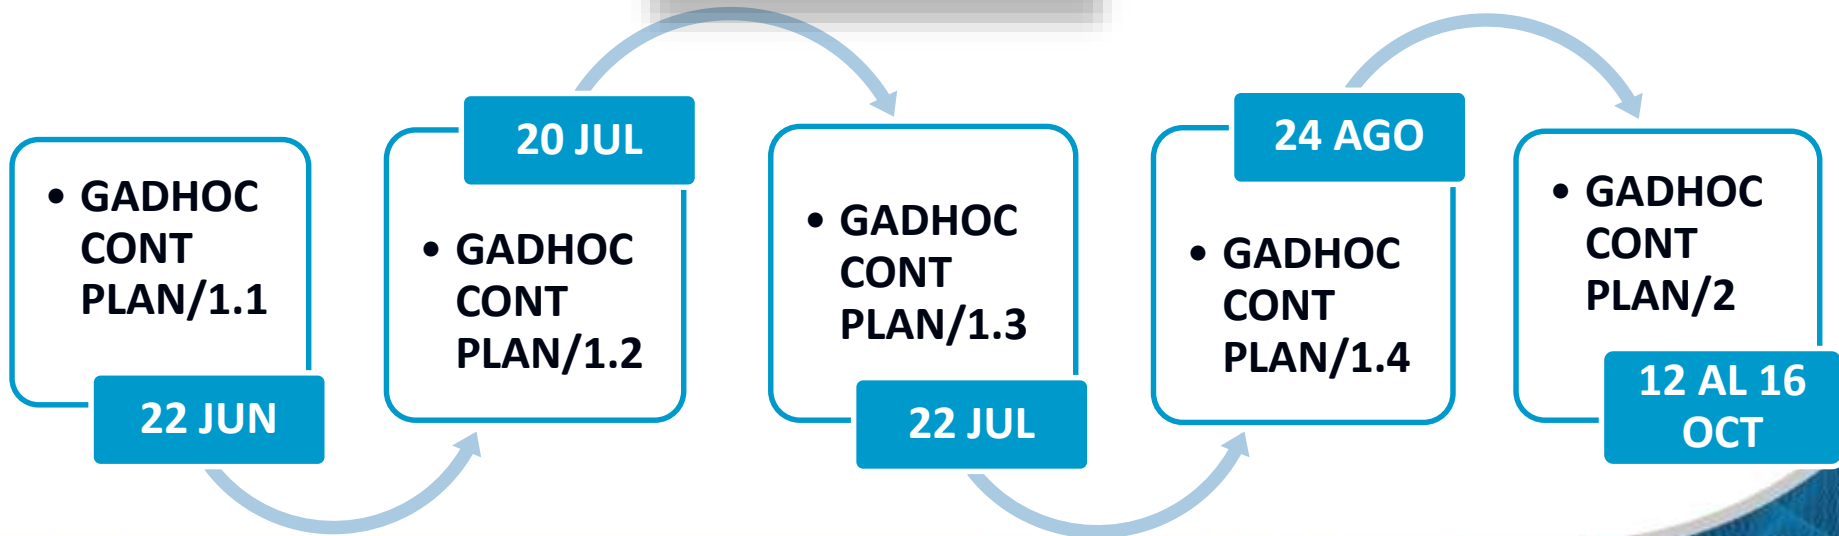 • GADHOC
CONT
PLAN/1.1
22 JUN
20 JUL
• GADHOC
CONT
PLAN/1.2
• GADHOC
CONT
PLAN/1.3
22 JUL
24 AGO
• GADHOC
CONT
PLAN/1.4
• GADHOC
CONT
PLAN/2
12 AL 16
OCT